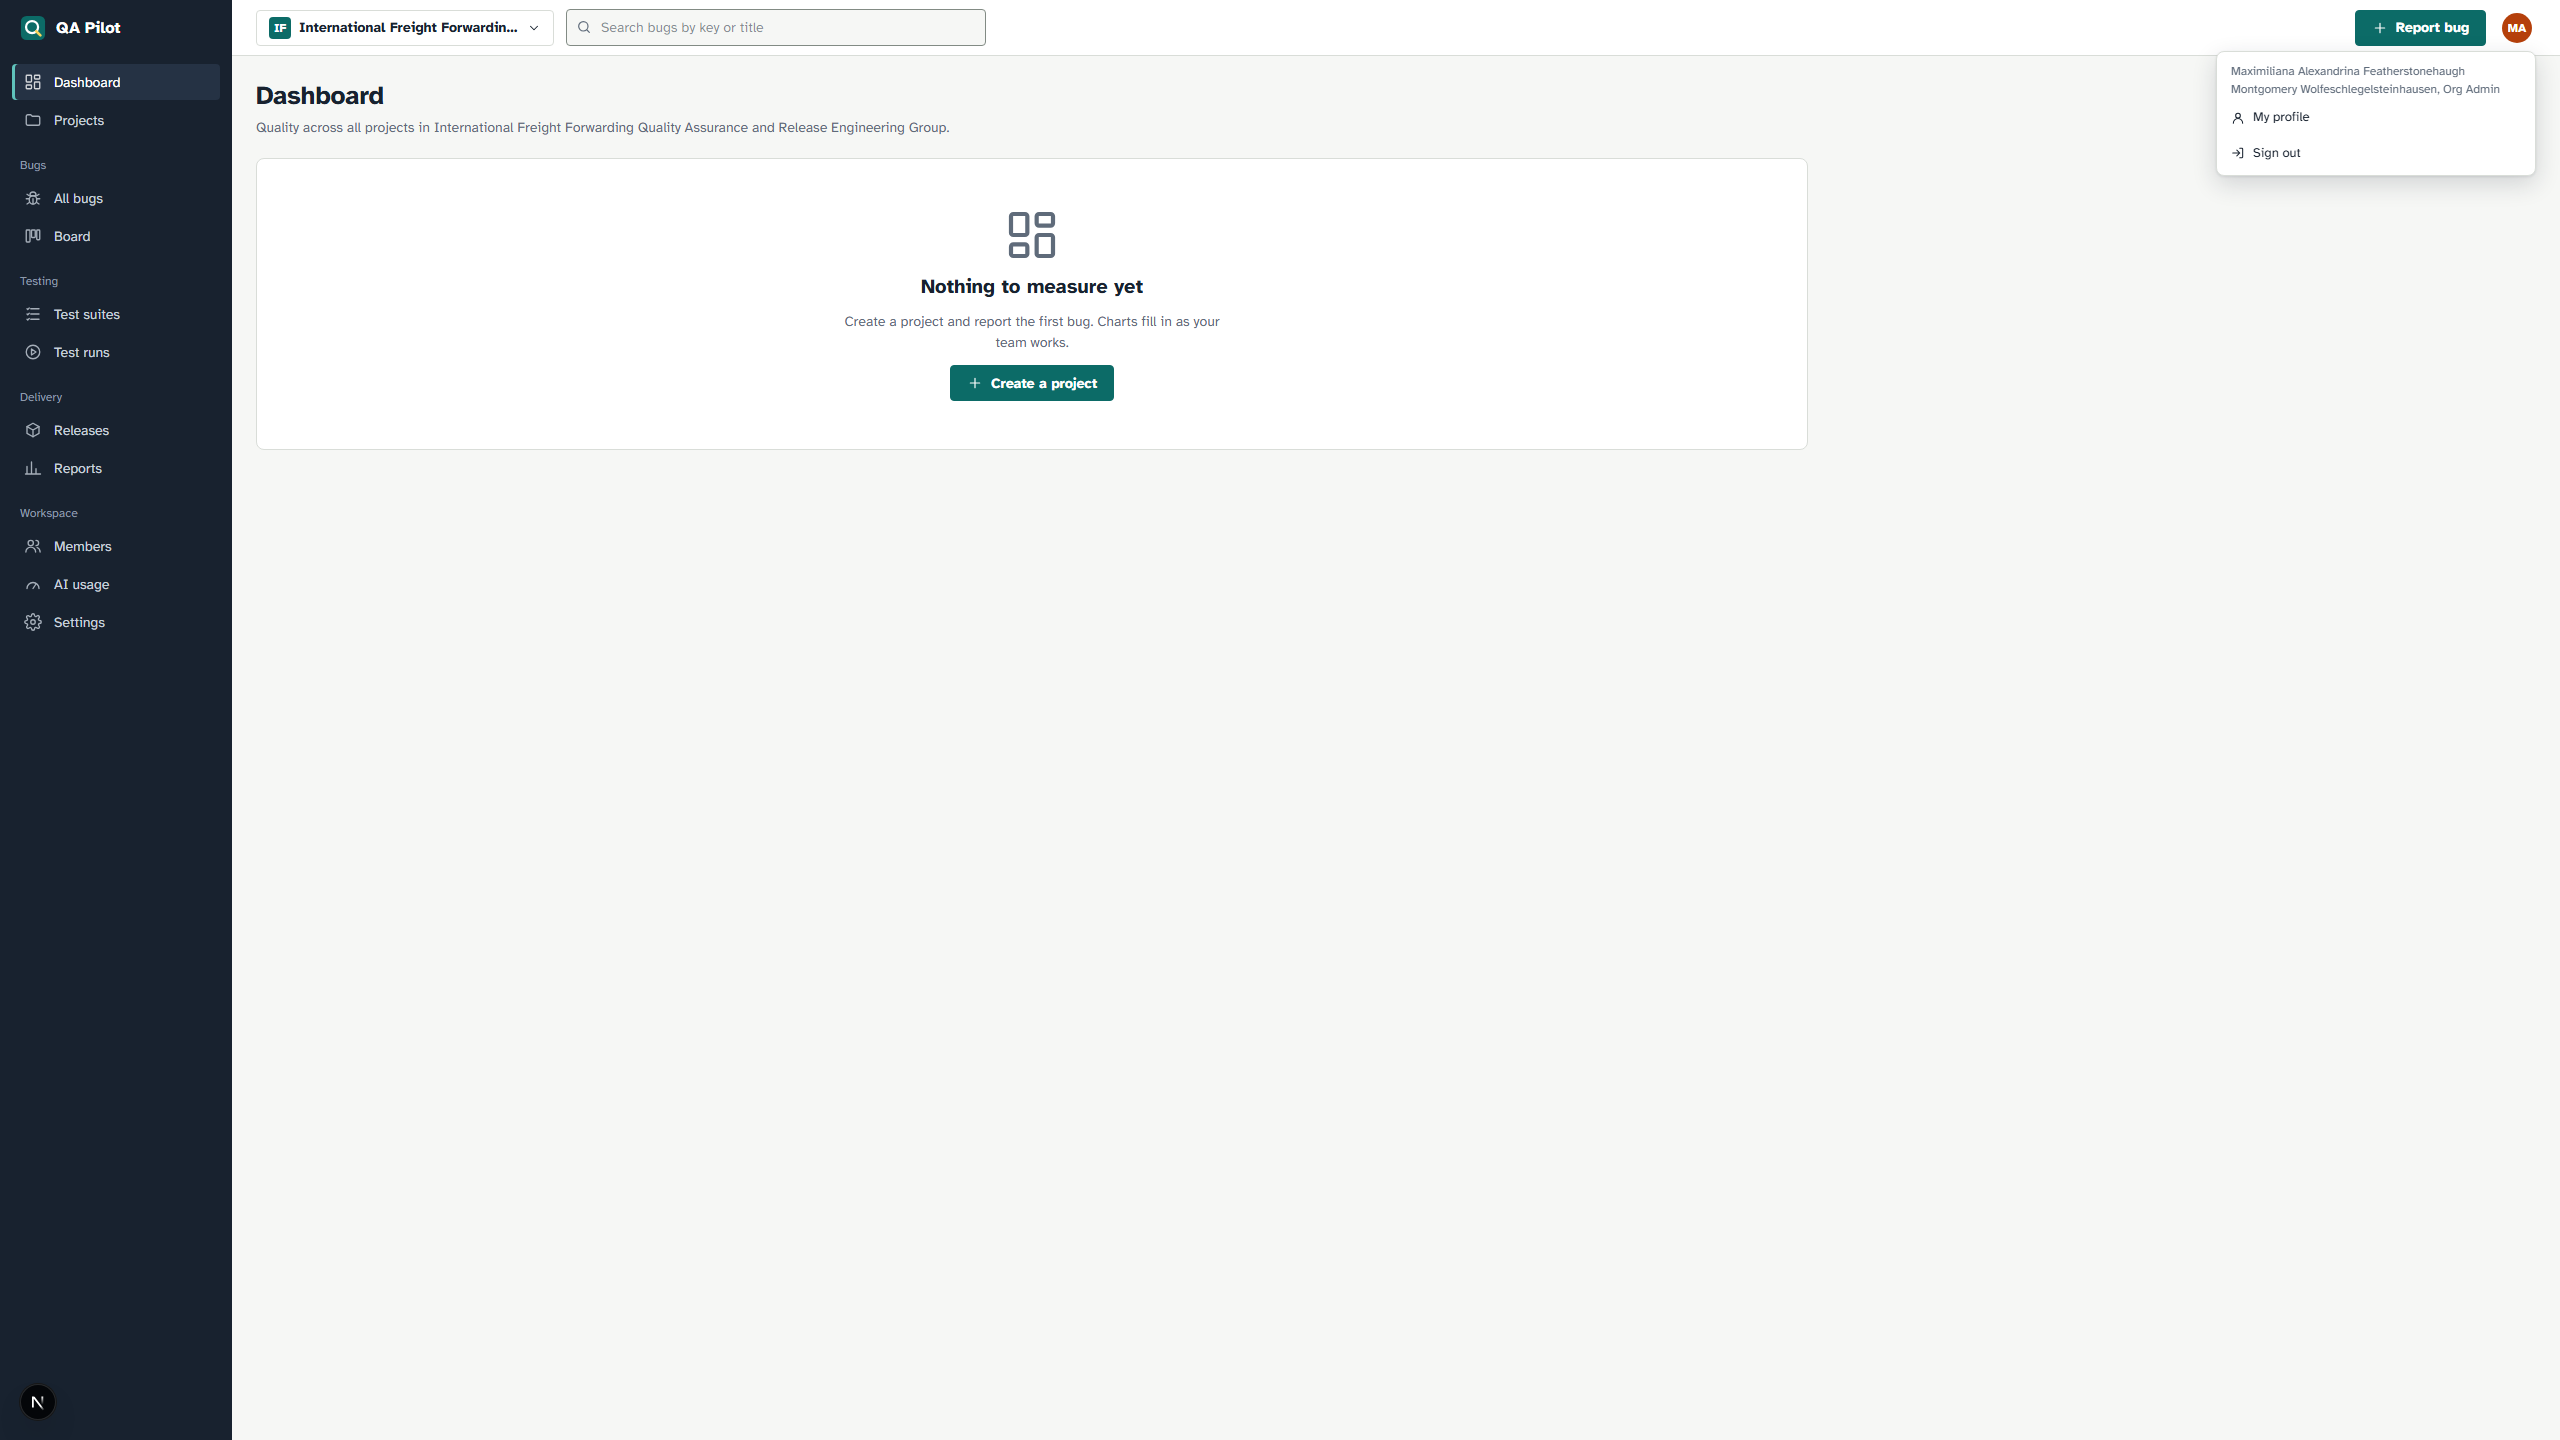 QA Pilot
International Freight Forwardin...
Search bugs by key or title
Report bug
MA
IF
Maximiliana Alexandrina Featherstonehaugh
Montgomery Wolfeschlegelsteinhausen, Org Admin
My profile
Sign out
Dashboard
Projects
Bugs
All bugs
Board
Testing
Test suites
Test runs
Delivery
Releases
Reports
Workspace
Members
AI usage
Settings
N
Dashboard
Quality across all projects in International Freight Forwarding Quality Assurance and Release Engineering Group.
Nothing to measure yet
Create a project and report the first bug. Charts fill in as your
team works.
Create a project